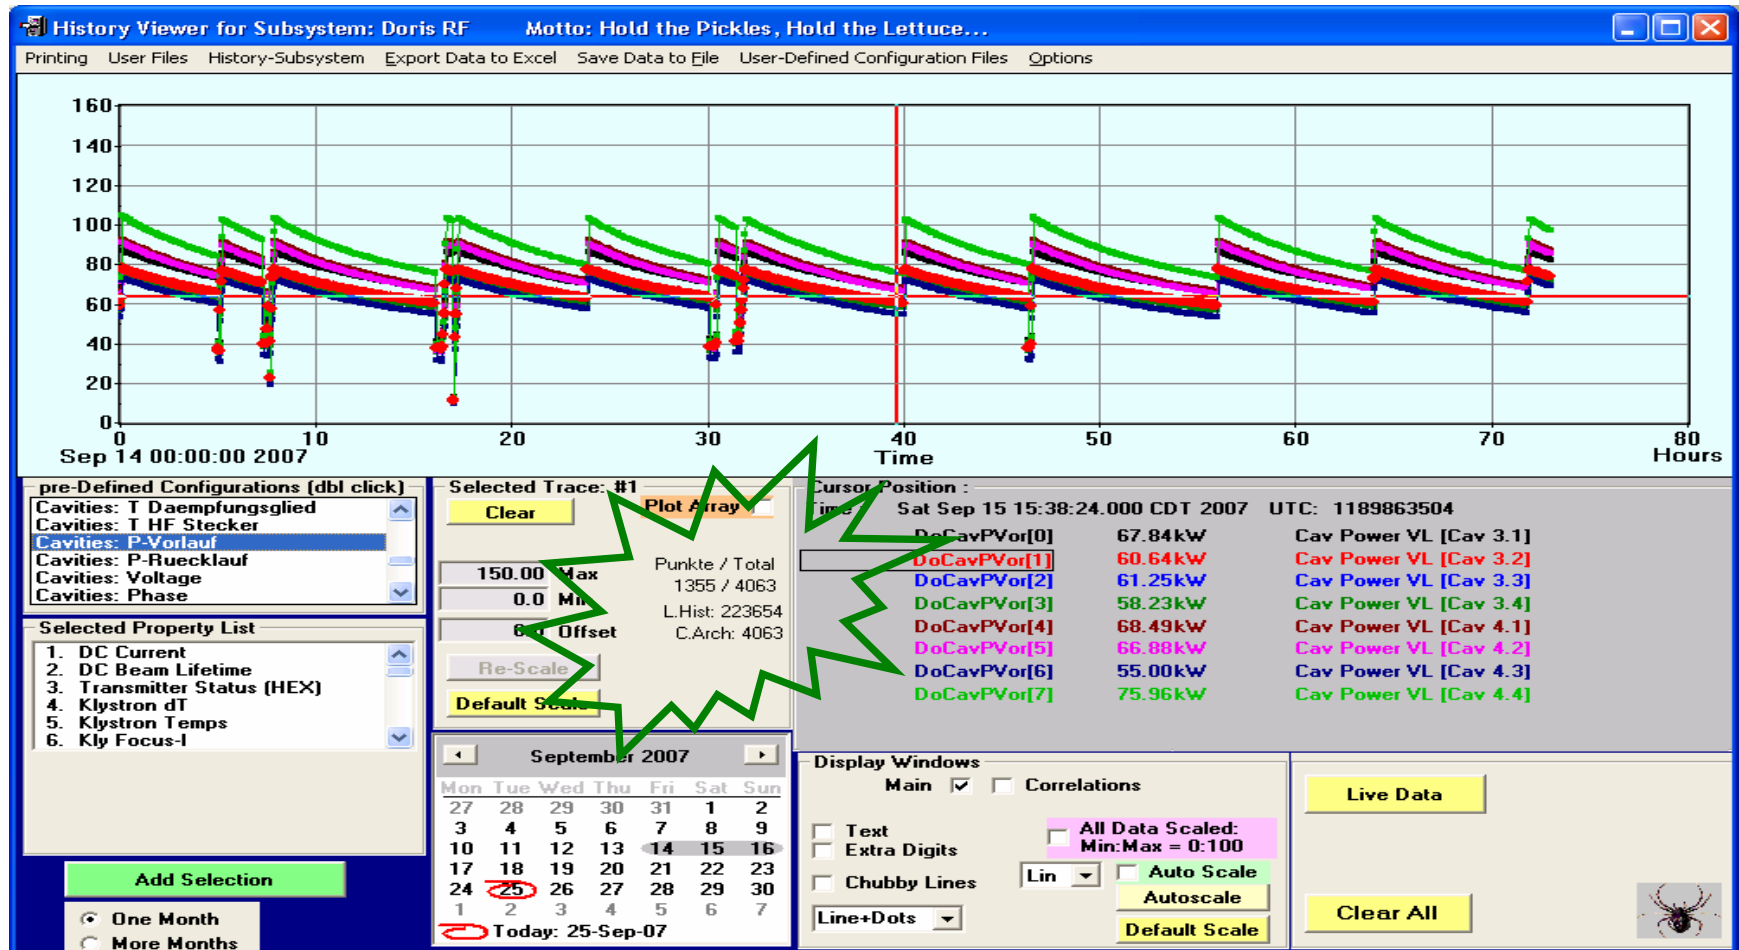 History Viewer for Subsystem: Doris RF Motto: Hold the Pickles, Hold the Lettuce...
Printing User Files History-Subsystem Export Data to Excel Save Data to File User-Defined Configuration Files Options
160
140
120
100
80
60
40
20
0
0 10 20 30 40 50 60 70 80
Sep 14 00:00:00 2007 Time Hours
pre-Defined Configurations (dbl click)
Cavities: T Daempfungsglied
Cavities: T HF Stecker
Cavities: P-Vorlauf
Cavities: P-Ruecklauf
Cavities: Voltage
Cavities: Phase
Selected Property List
1. DC Current
2. DC Beam Lifetime
3. Transmitter Status (HEX)
4. Klystron dT
5. Klystron Temps
6. Kly Focus-I
Add Selection
One Month
More Months
Selected Trace: #1
Clear
Plot Array
150.00 Max
0.0 Min
Offset
Re-Scale
Default Scale
Punkte / Total
1355 / 4063
L.Hist: 223654
C.Arch: 4063
September 2007
Mon Tue Wed Thu Fri Sat Sun
27 28 29 30 31 1 2
3 4 5 6 7 8 9
10 11 12 13 14 15 16
17 18 19 20 21 22 23
24 25 26 27 28 29 30
1 2 3 4 5 6 7
Today: 25-Sep-07
Cursor Position :
Time : Sat Sep 15 15:38:24.000 CDT 2007 UTC: 1189863504
DoCavPVor[0] 67.84kW Cav Power VL [Cav 3.1]
DoCavPVor[1] 60.64kW Cav Power VL [Cav 3.2]
DoCavPVor[2] 61.25kW Cav Power VL [Cav 3.3]
DoCavPVor[3] 58.23kW Cav Power VL [Cav 3.4]
DoCavPVor[4] 68.49kW Cav Power VL [Cav 4.1]
DoCavPVor[5] 66.88kW Cav Power VL [Cav 4.2]
DoCavPVor[6] 55.00kW Cav Power VL [Cav 4.3]
DoCavPVor[7] 75.96kW Cav Power VL [Cav 4.4]
Display Windows
Main Correlations
Text
Extra Digits
Chubby Lines
Line+Dots
All Data Scaled:
Min:Max = 0:100
Lin
Auto Scale
Autoscale
Default Scale
Live Data
Clear All